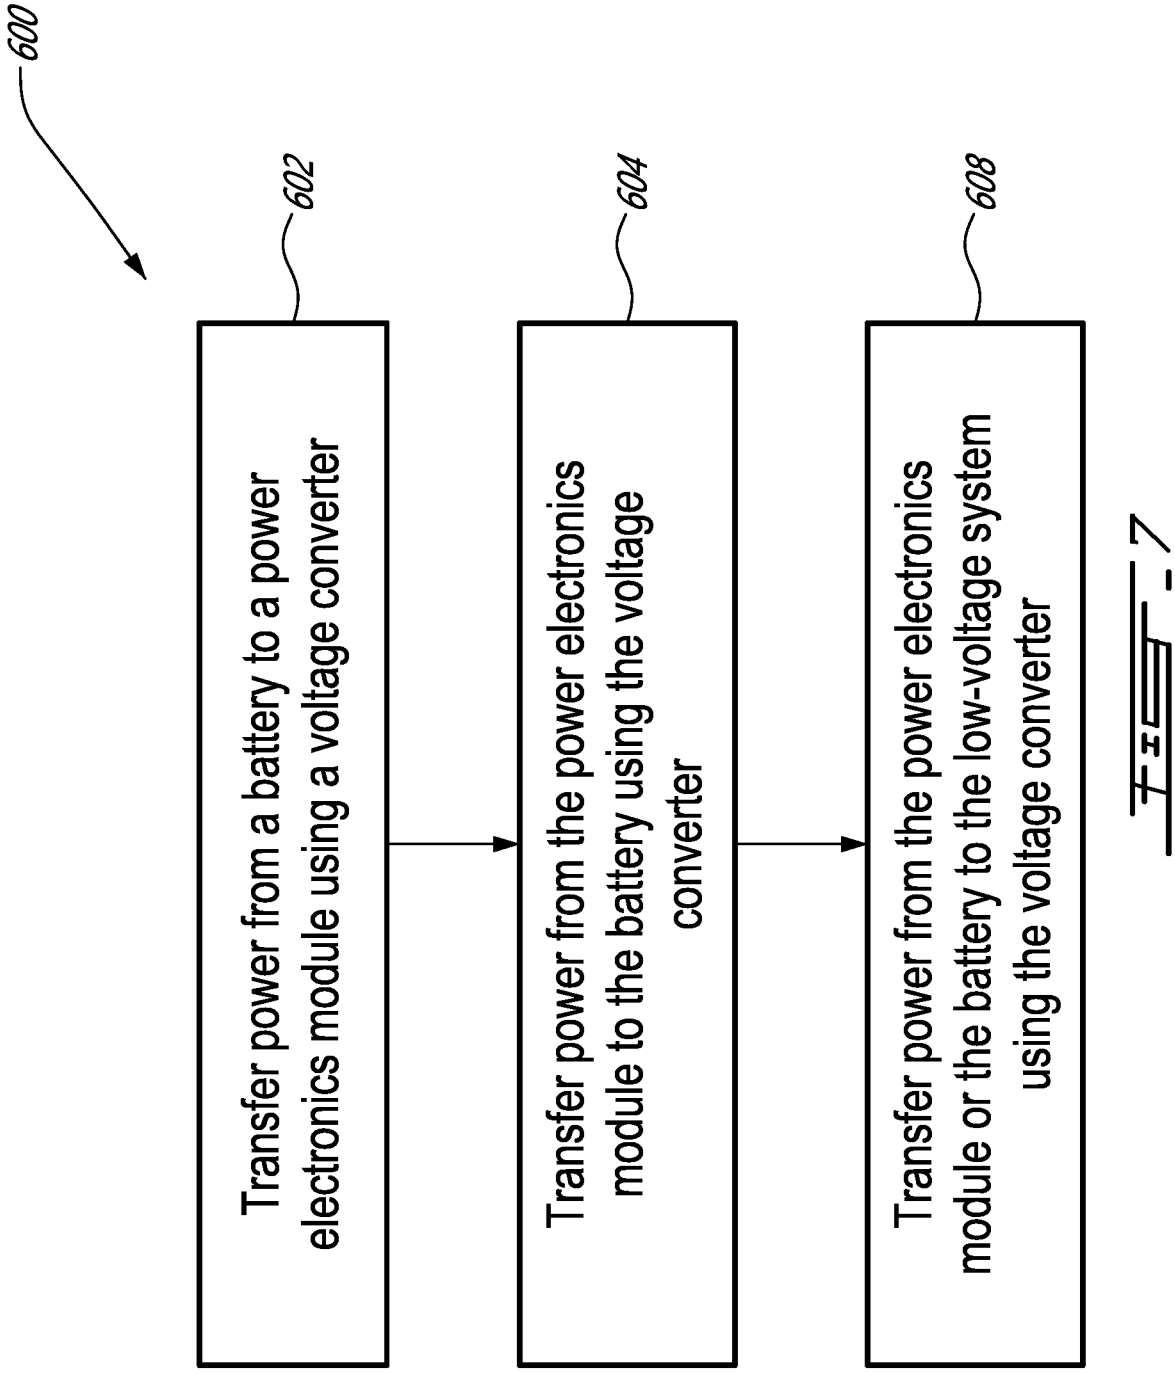 600
602
Transfer power from a battery to a power
electronics module using a voltage converter
604
Transfer power from the power electronics
module to the battery using the voltage
converter
608
Transfer power from the power electronics
module or the battery to the low-voltage system
using the voltage converter
FIG - 7